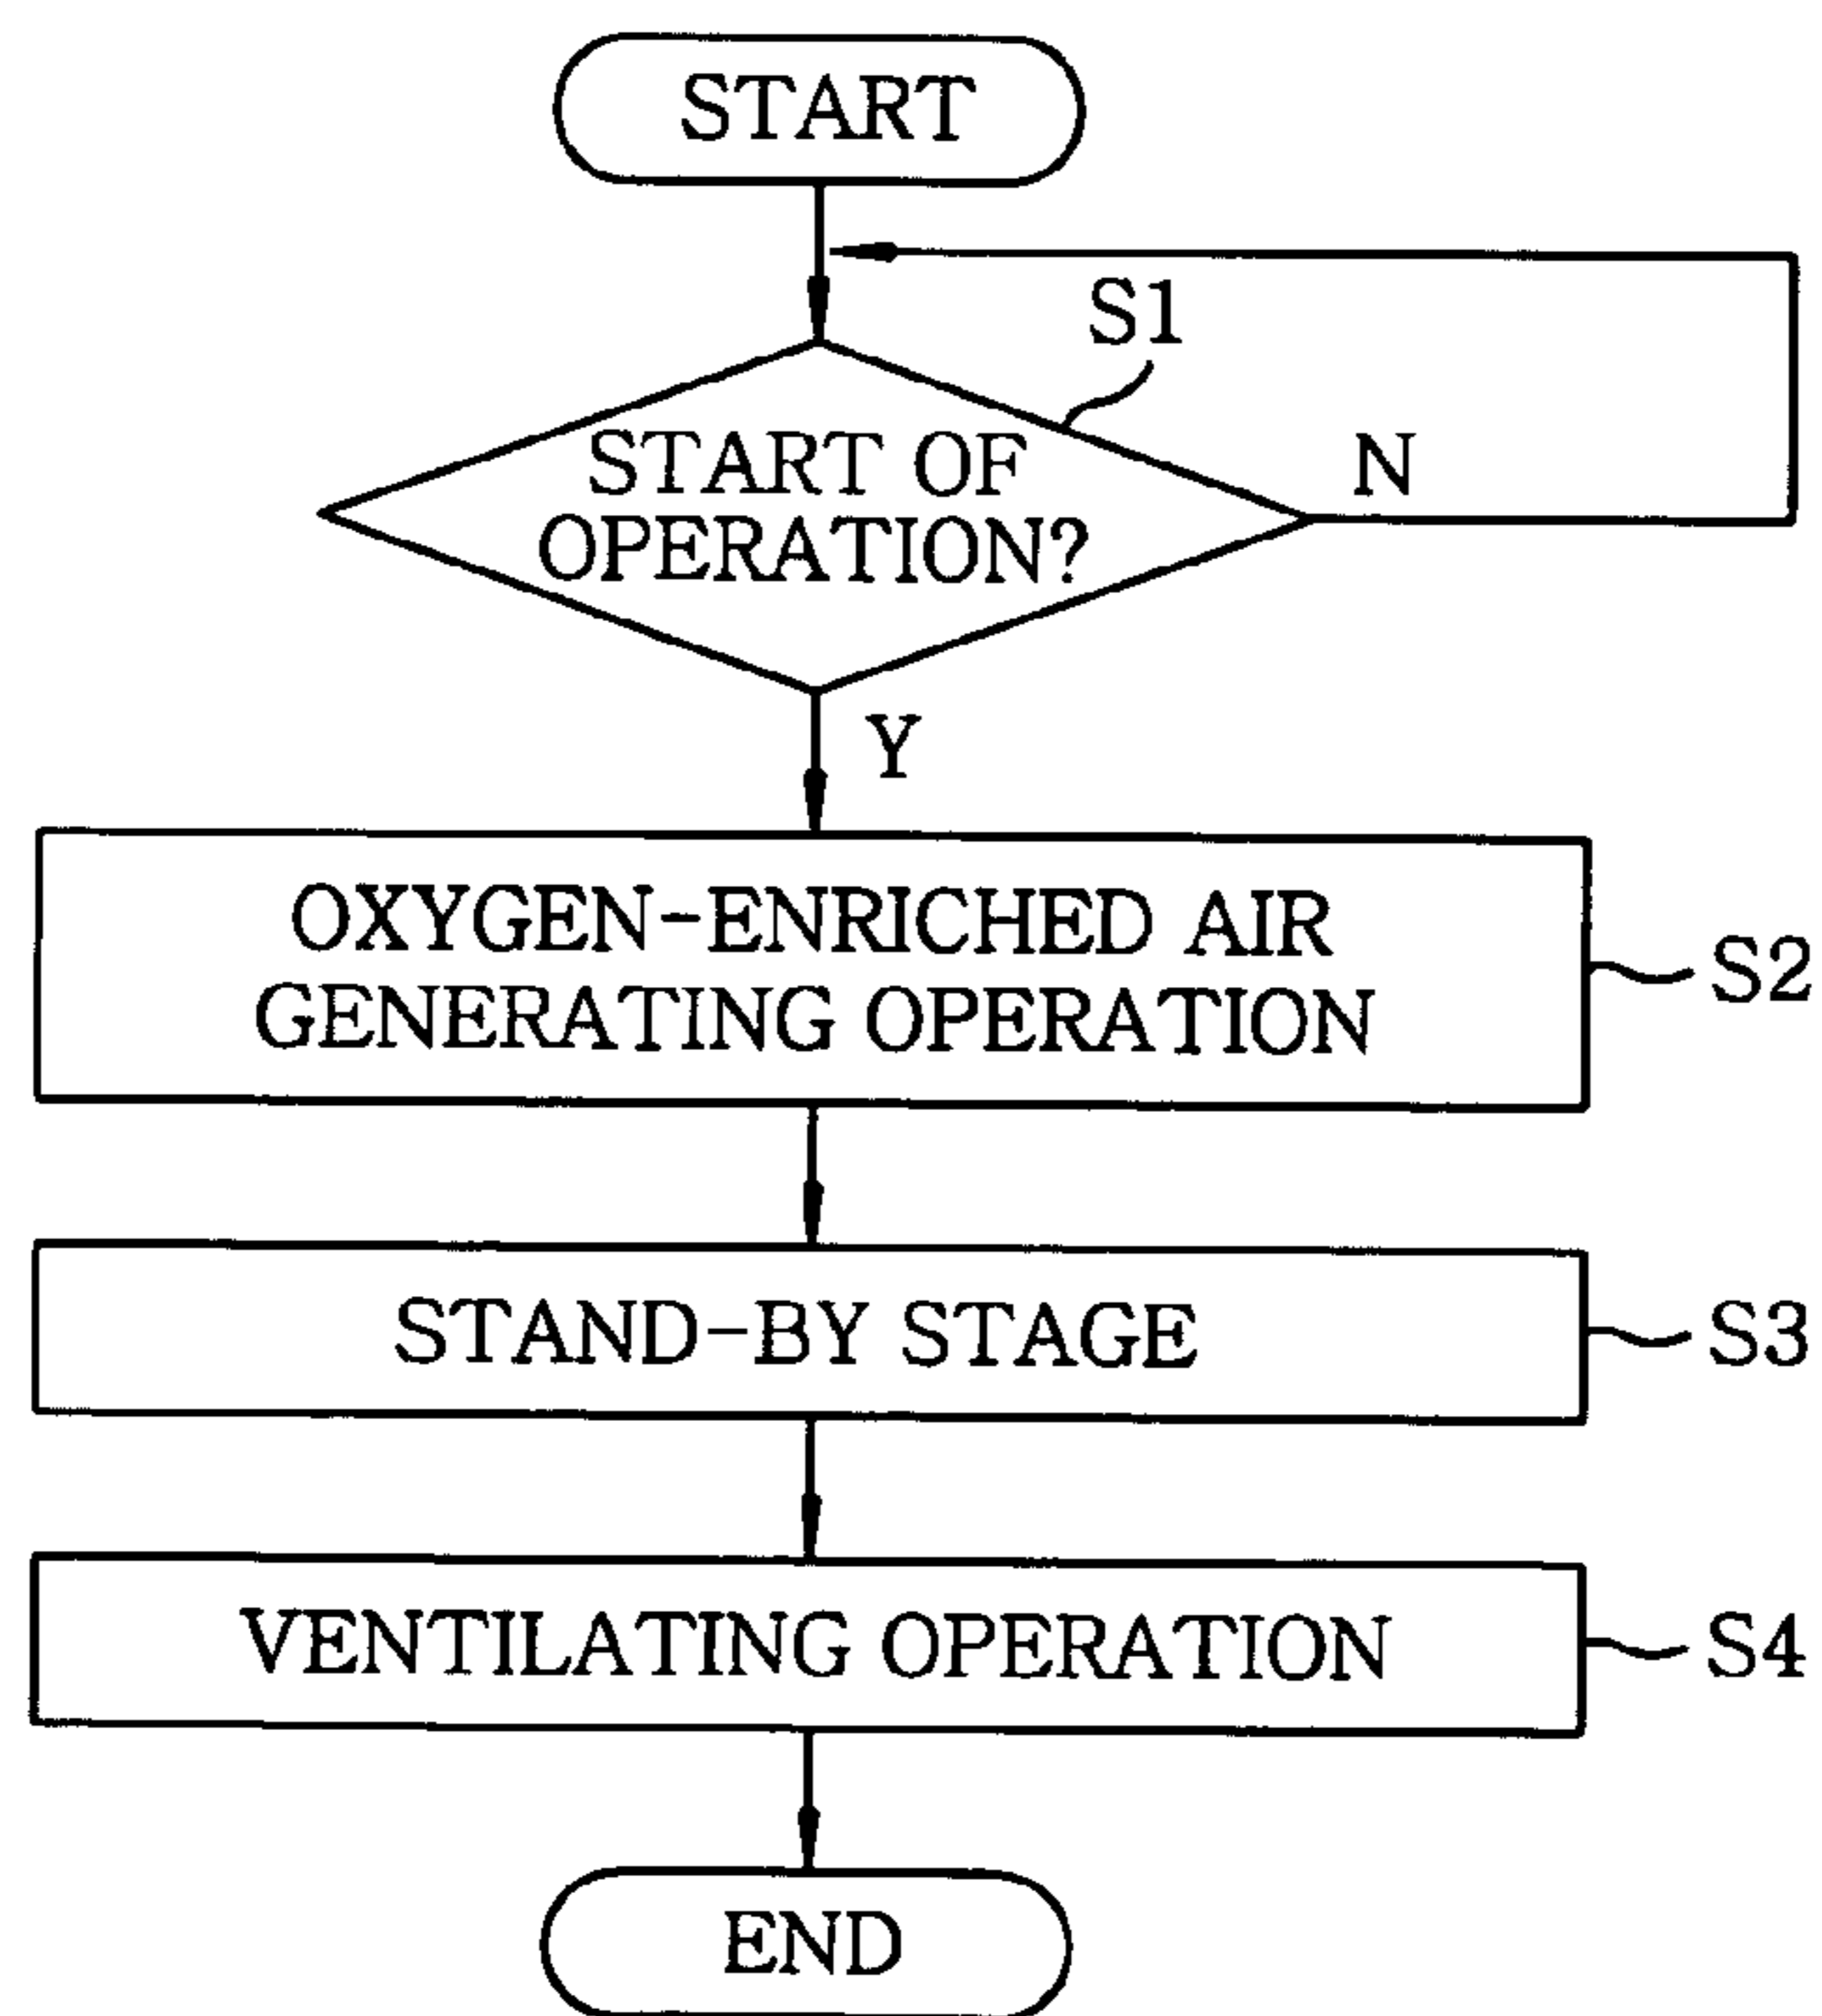 START
S1
START OF
OPERATION?
N
Y
OXYGEN-ENRICHED AIR
GENERATING OPERATION
S2
STAND-BY STAGE
S3
VENTILATING OPERATION
S4
END